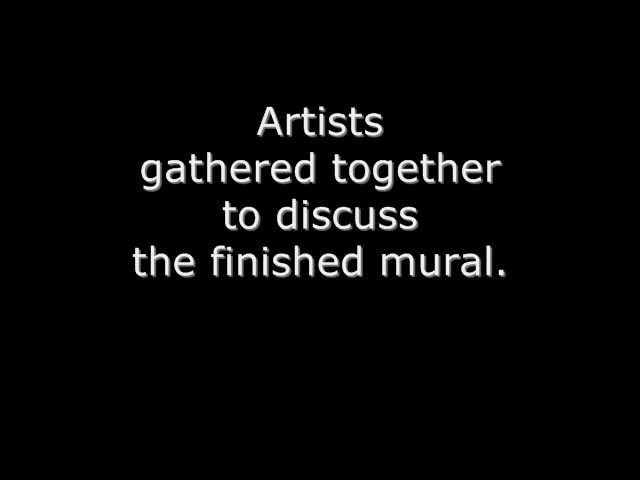 Artists
gathered together
to discuss
the finished mural.